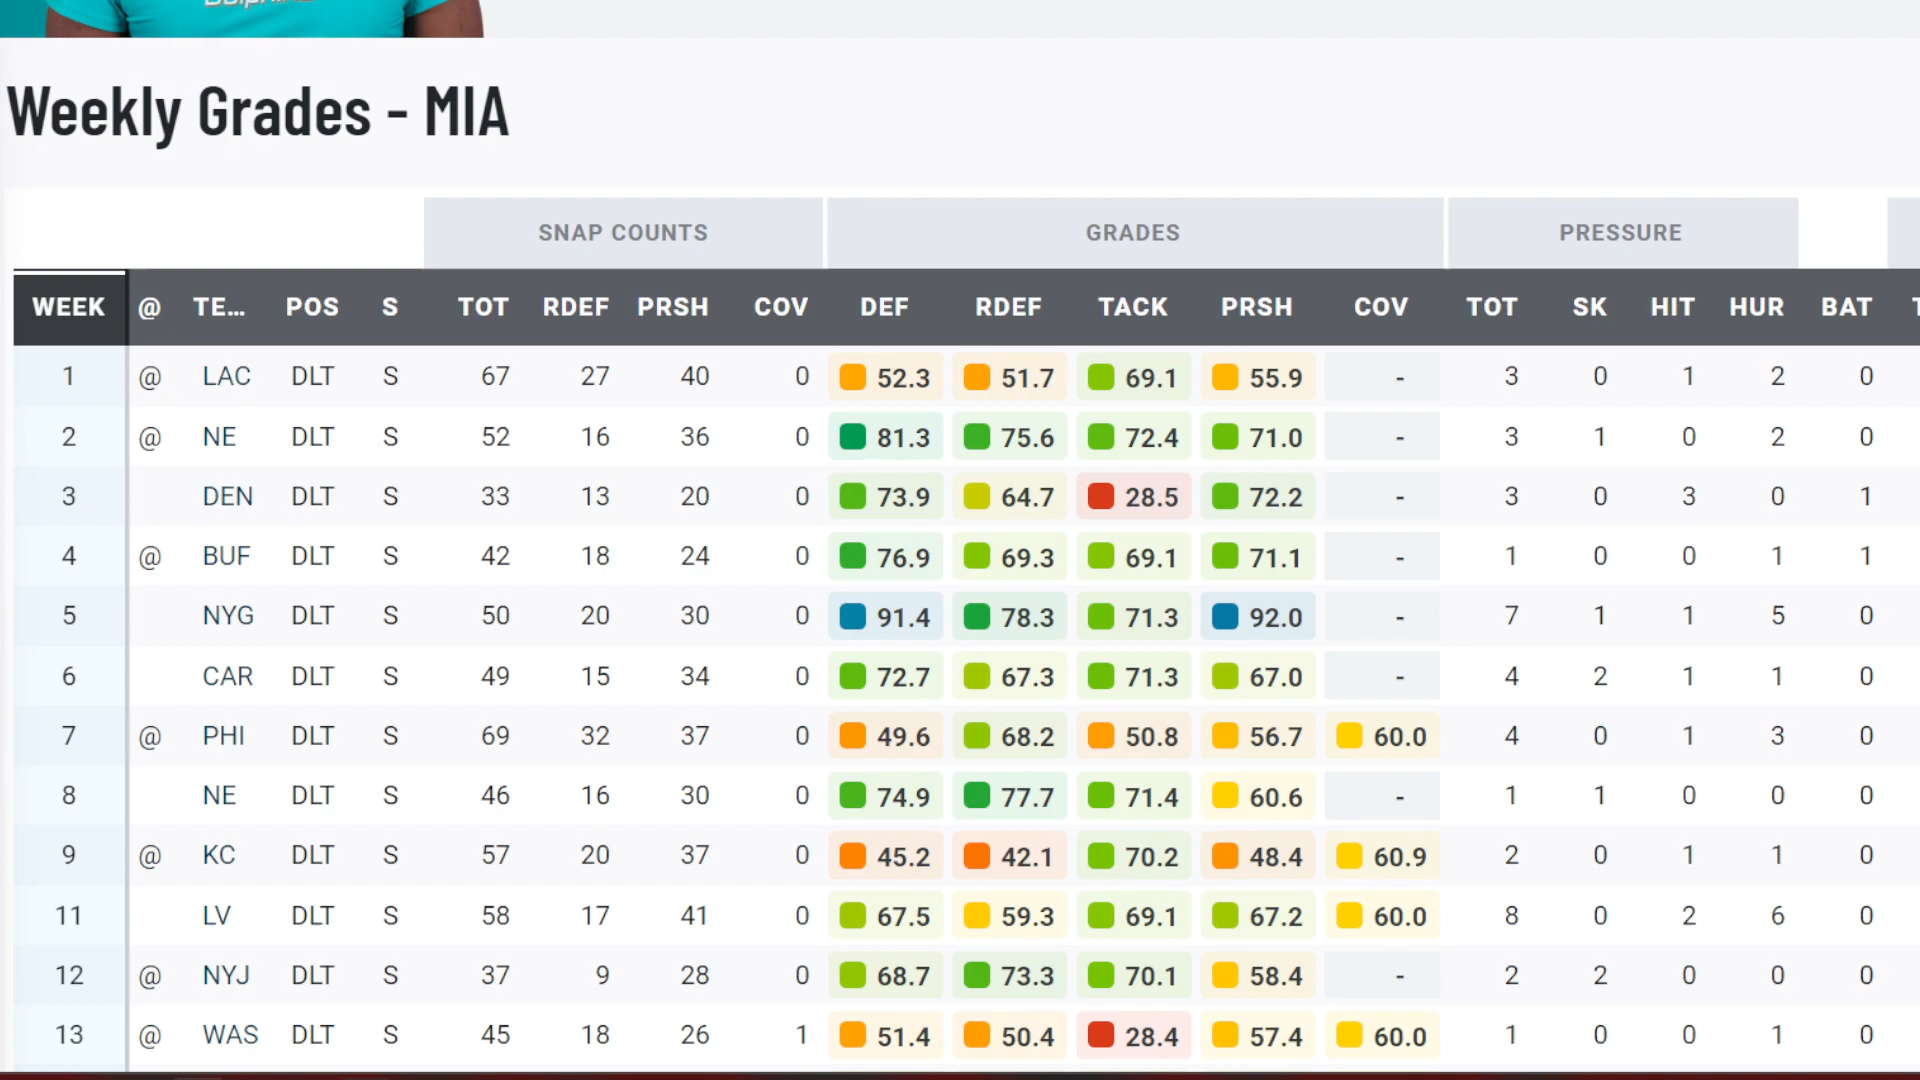 Weekly Grades - MIA
SNAP COUNTS GRADES PRESSURE
WEEK @ TE... POS S TOT RDEF PRSH COV DEF RDEF TACK PRSH COV TOT SK HIT HUR BAT
1 @ LAC DLT S 67 27 40 0 52.3 51.7 69.1 55.9 - 3 0 1 2 0
2 @ NE DLT S 52 16 36 0 81.3 75.6 72.4 71.0 - 3 1 0 2 0
3 DEN DLT S 33 13 20 0 73.9 64.7 28.5 72.2 - 3 0 3 0 1
4 @ BUF DLT S 42 18 24 0 76.9 69.3 69.1 71.1 - 1 0 0 1 1
5 NYG DLT S 50 20 30 0 91.4 78.3 71.3 92.0 - 7 1 1 5 0
6 CAR DLT S 49 15 34 0 72.7 67.3 71.3 67.0 - 4 2 1 1 0
7 @ PHI DLT S 69 32 37 0 49.6 68.2 50.8 56.7 60.0 4 0 1 3 0
8 NE DLT S 46 16 30 0 74.9 77.7 71.4 60.6 - 1 1 0 0 0
9 @ KC DLT S 57 20 37 0 45.2 42.1 70.2 48.4 60.9 2 0 1 1 0
11 LV DLT S 58 17 41 0 67.5 59.3 69.1 67.2 60.0 8 0 2 6 0
12 @ NYJ DLT S 37 9 28 0 68.7 73.3 70.1 58.4 - 2 2 0 0 0
13 @ WAS DLT S 45 18 26 1 51.4 50.4 28.4 57.4 60.0 1 0 0 1 0